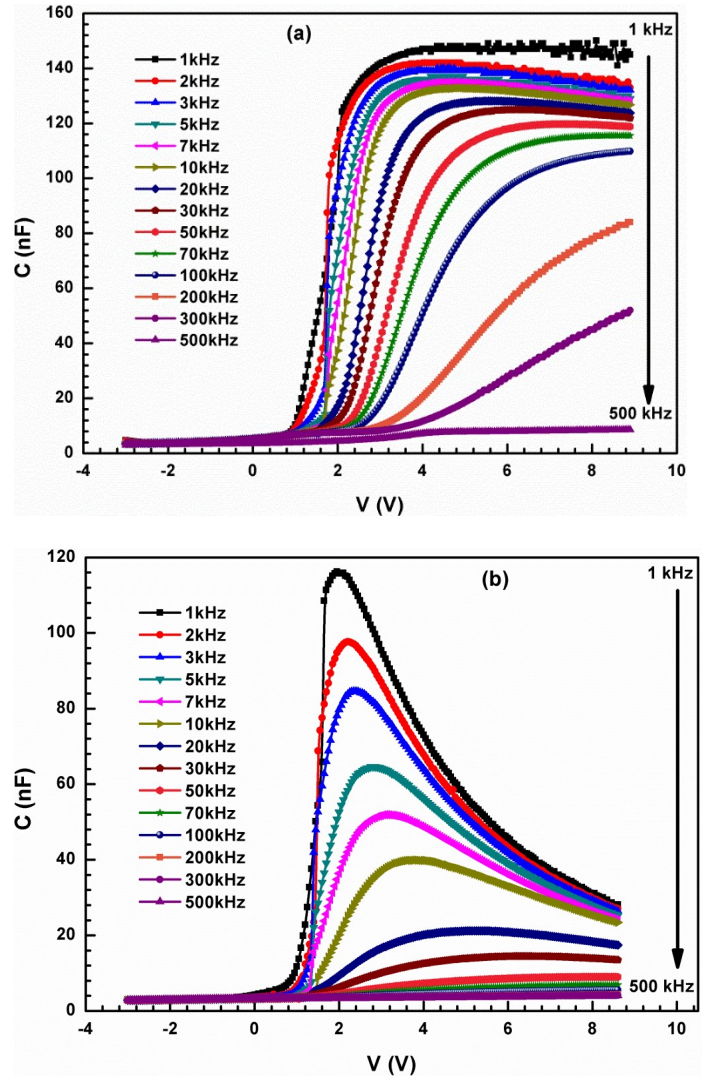 (a)
1 kHz
1kHz
2kHz
3kHz
5kHz
7kHz
10kHz
20kHz
30kHz
50kHz
70kHz
100kHz
200kHz
300kHz
500kHz
500 kHz
160
140
120
100
80
60
40
20
0
C (nF)
-4 -2 0 2 4 6 8 10
V (V)
(b)
1 kHz
1kHz
2kHz
3kHz
5kHz
7kHz
10kHz
20kHz
30kHz
50kHz
70kHz
100kHz
200kHz
300kHz
500kHz
500 kHz
120
100
80
60
40
20
0
C (nF)
-4 -2 0 2 4 6 8 10
V (V)